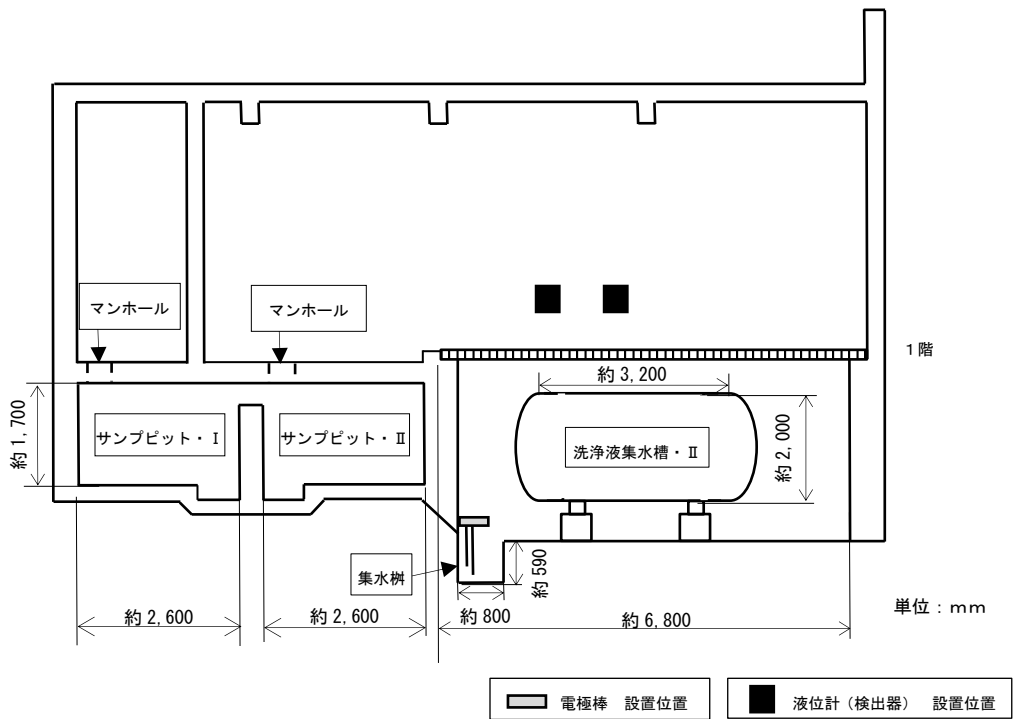 マンホール
マンホール
1階
約 3,200
約 1,700
サンプピット・Ⅰ
サンプピット・Ⅱ
洗浄液集水槽・Ⅱ
約 2,000
集水桝
約 590
約 2,600
約 2,600
約 800
約 6,800
単位：mm
電極棒 設置位置
液位計（検出器） 設置位置